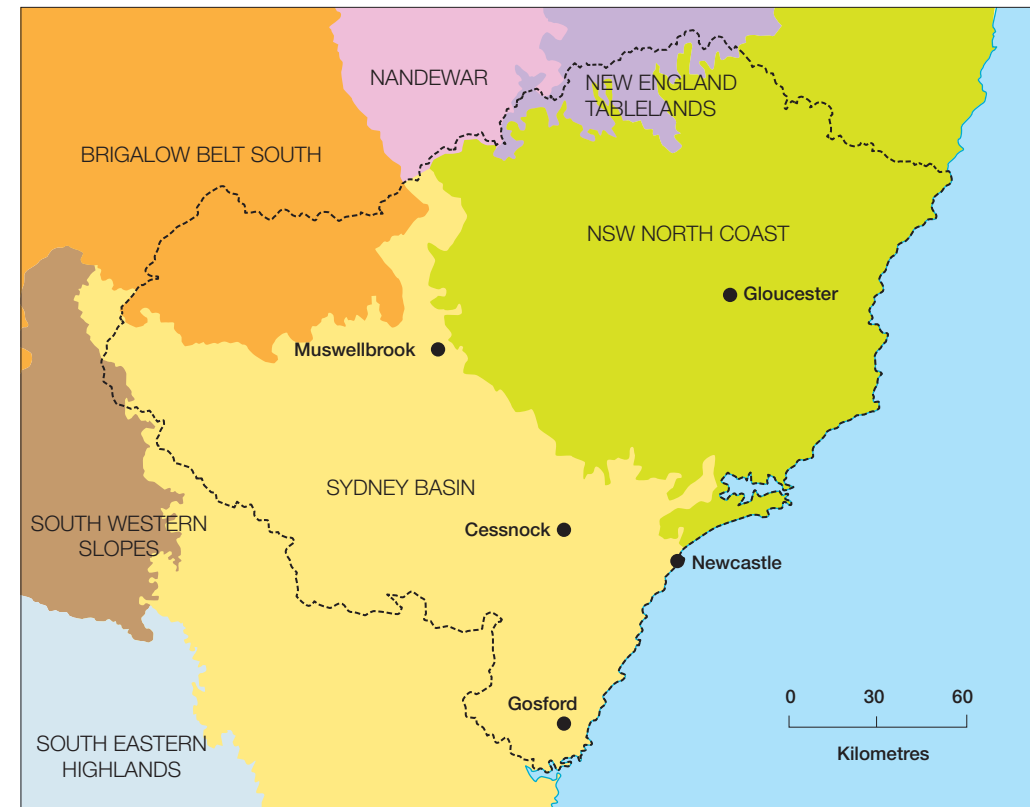 NANDEWAR
NEW ENGLAND
TABLELANDS
BRIGALOW BELT SOUTH
NSW NORTH COAST
Gloucester
Muswellbrook
SYDNEY BASIN
SOUTH WESTERN
SLOPES
Cessnock
Newcastle
Gosford
0 30 60
Kilometres
SOUTH EASTERN
HIGHLANDS